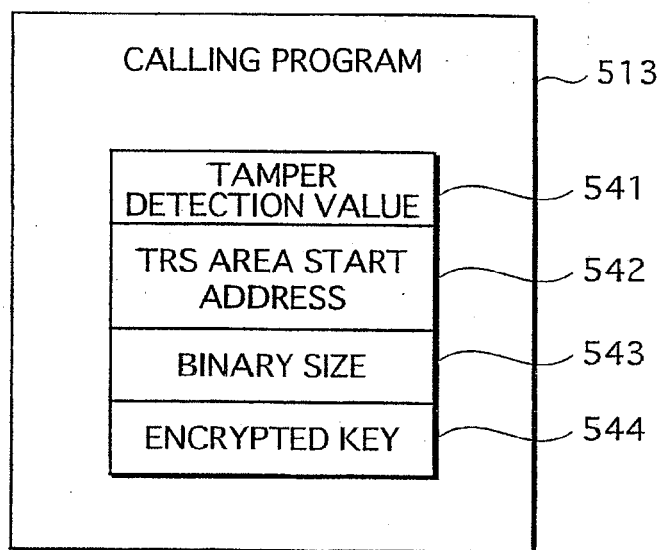 CALLING PROGRAM
513
TAMPER
DETECTION VALUE
541
TRS AREA START
ADDRESS
542
BINARY SIZE
543
ENCRYPTED KEY
544